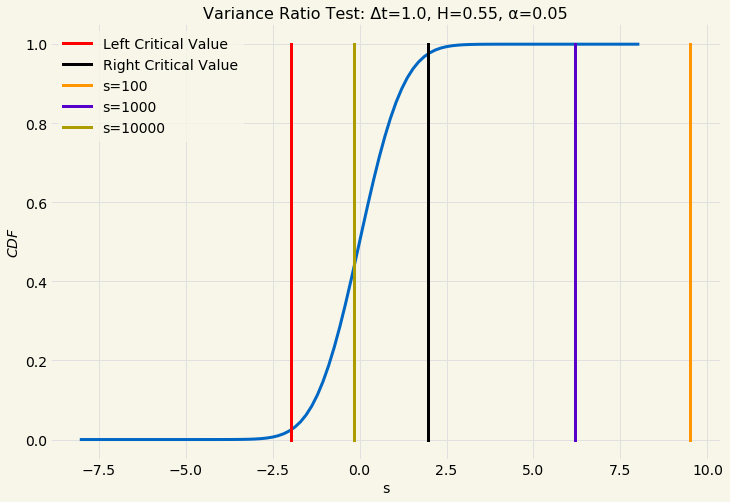 Variance Ratio Test: Δt=1.0, H=0.55, α=0.05
Left Critical Value
Right Critical Value
s=100
s=1000
s=10000
CDF
1.0
0.8
0.6
0.4
0.2
0.0
−7.5
−5.0
−2.5
0.0
2.5
5.0
7.5
10.0
s